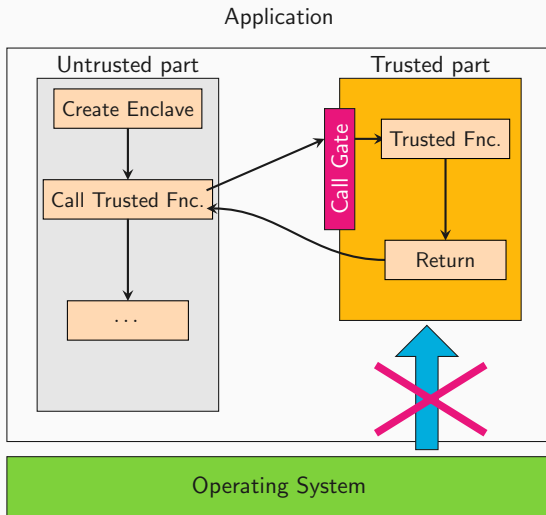 Application
Untrusted part
Trusted part
Create Enclave
Call Gate
Trusted Fnc.
Call Trusted Fnc.
Return
...
Operating System